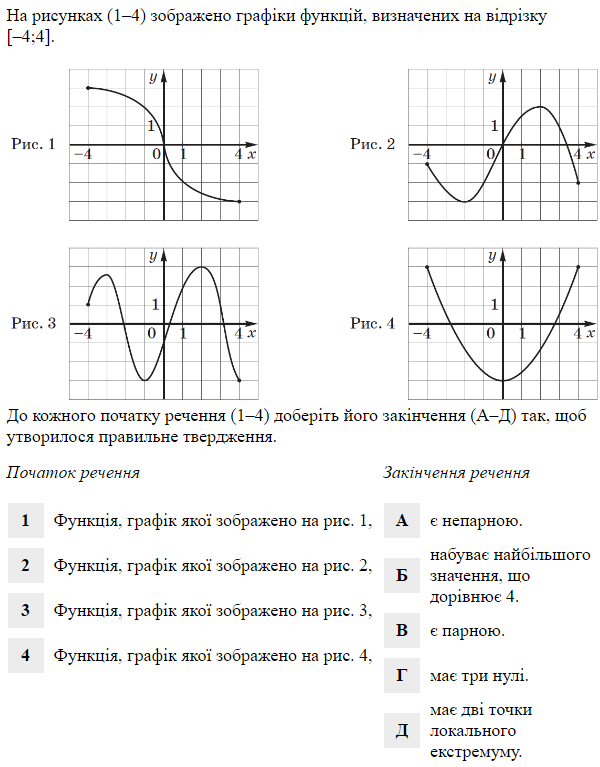 На рисунках (1–4) зображено графіки функцій, визначених на відрізку
[–4;4].
Рис. 1
y
1
–4
0
1
4
x
Рис. 2
y
1
–4
0
1
4
x
Рис. 3
y
1
–4
0
1
4
x
Рис. 4
y
1
–4
0
1
4
x
До кожного початку речення (1–4) доберіть його закінчення (А–Д) так, щоб
утворилося правильне твердження.
Початок речення
1 Функція, графік якої зображено на рис. 1,
2 Функція, графік якої зображено на рис. 2,
3 Функція, графік якої зображено на рис. 3,
4 Функція, графік якої зображено на рис. 4,
Закінчення речення
А є непарною.
Б набуває найбільшого
значення, що
дорівнює 4.
В є парною.
Г має три нулі.
Д має дві точки
локального
екстремуму.